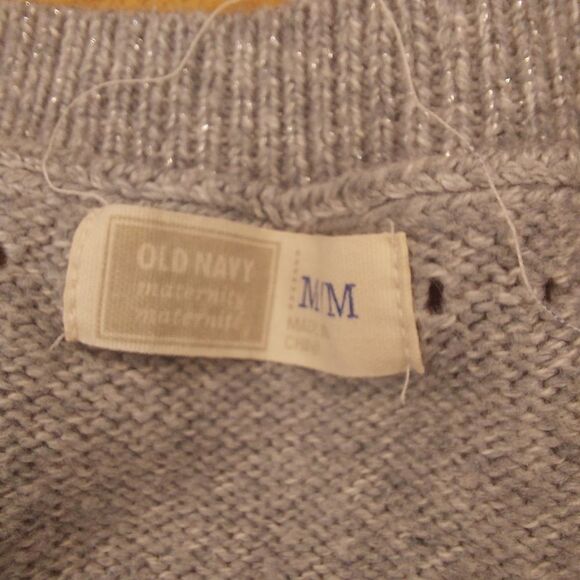 OLD NAVY
maternity
maternité
M/M
MADE IN
CHINA